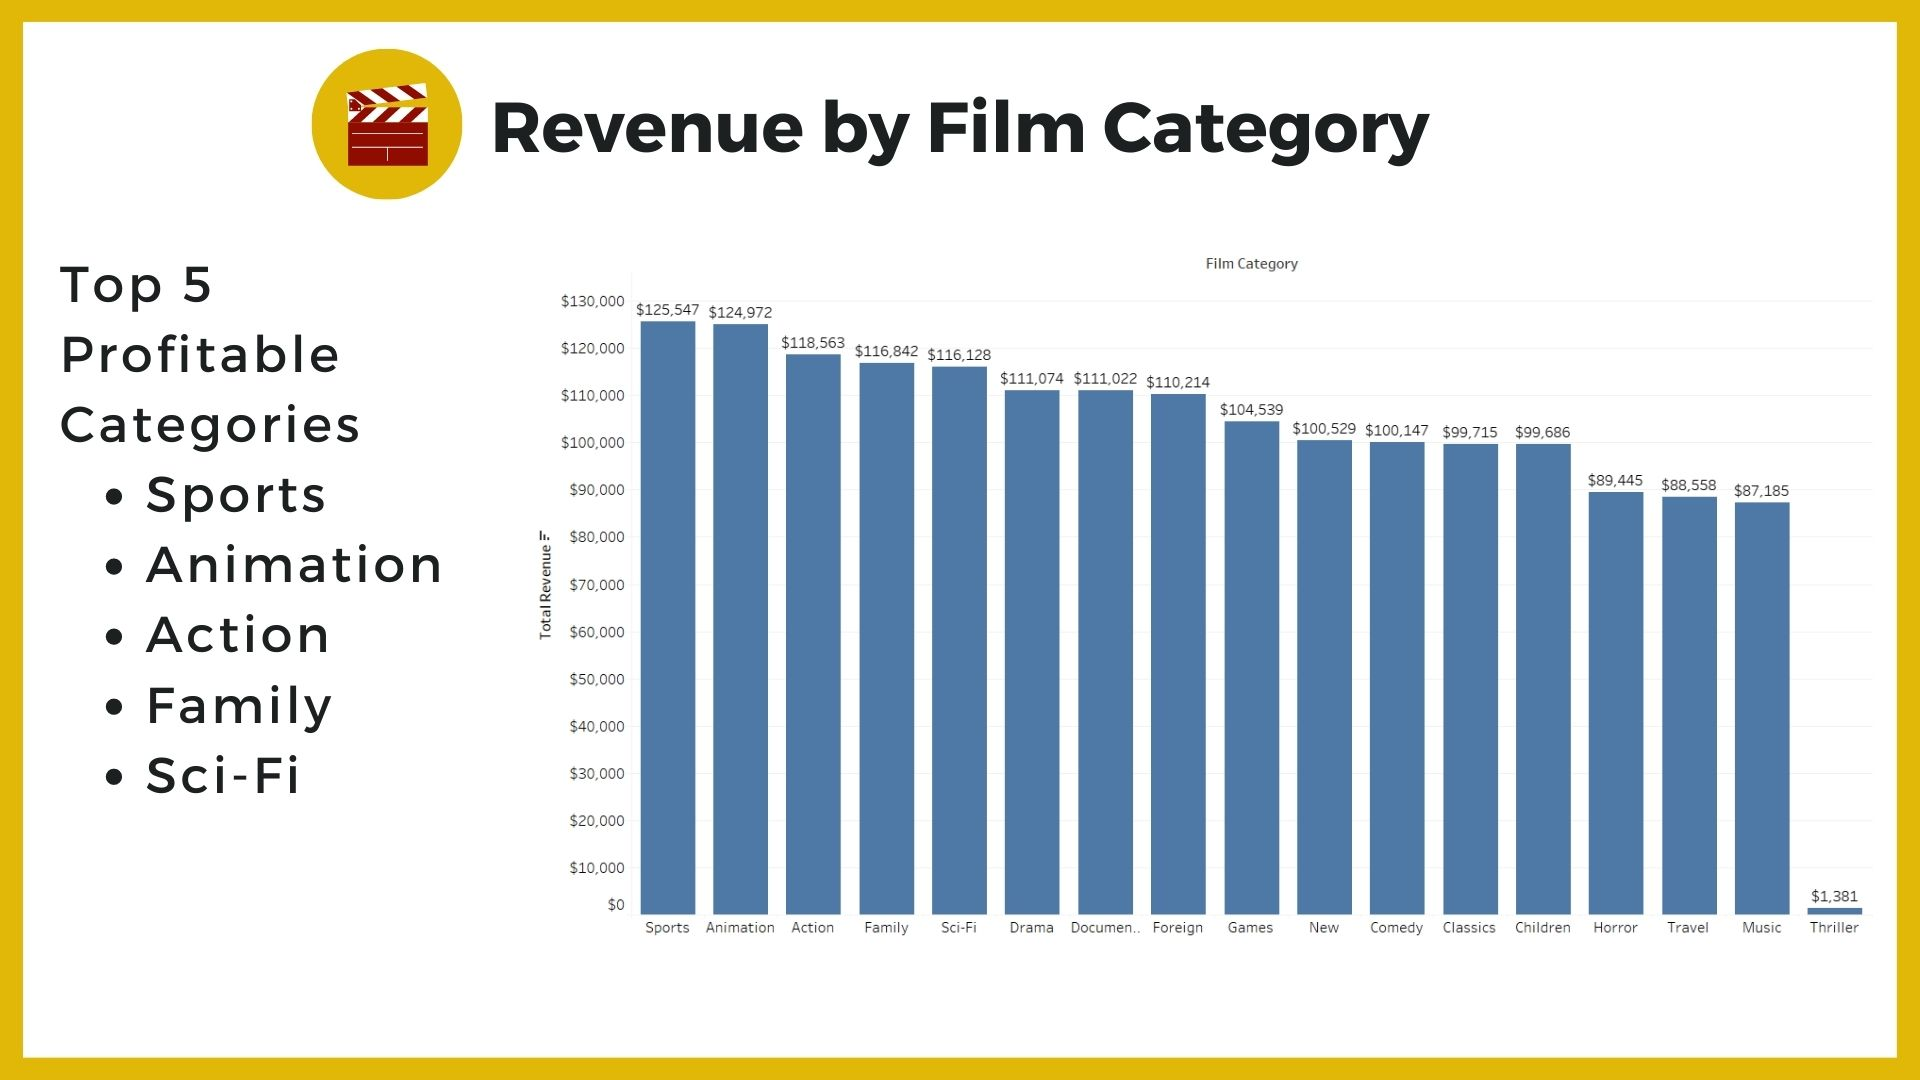 Revenue by Film Category
Top 5
Profitable
Categories
• Sports
• Animation
• Action
• Family
• Sci-Fi
Film Category
Total Revenue
$130,000
$120,000
$110,000
$100,000
$90,000
$80,000
$70,000
$60,000
$50,000
$40,000
$30,000
$20,000
$10,000
$0
$125,547 $124,972 $118,563 $116,842 $116,128 $111,074 $111,022 $110,214 $104,539 $100,529 $100,147 $99,715 $99,686 $89,445 $88,558 $87,185 $1,381
Sports Animation Action Family Sci-Fi Drama Documen.. Foreign Games New Comedy Classics Children Horror Travel Music Thriller